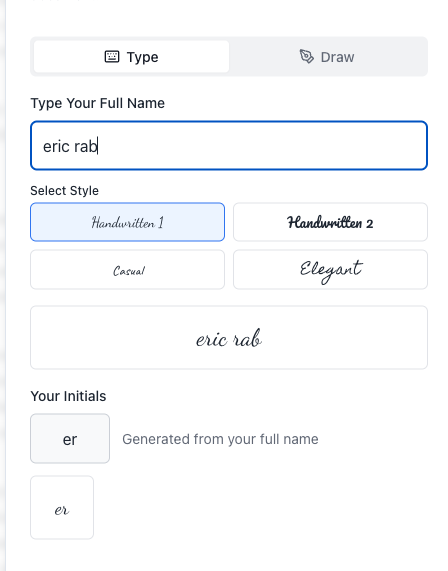 Type Draw
Type Your Full Name
eric rab
Select Style
Handwritten 1 Handwritten 2
Casual Elegant
eric rab
Your Initials
er Generated from your full name
er